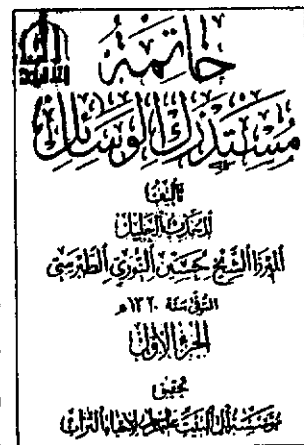 خاتمة
مستدرك الوسائل
تأليف
المحدث الجليل
الميرزا الشيخ حسين النوري الطبرسي
المتوفى سنة ١٣٢٠ هـ
الجزء الأول
تحقيق
مؤسسة آل البيت عليهم السلام لإحياء التراث